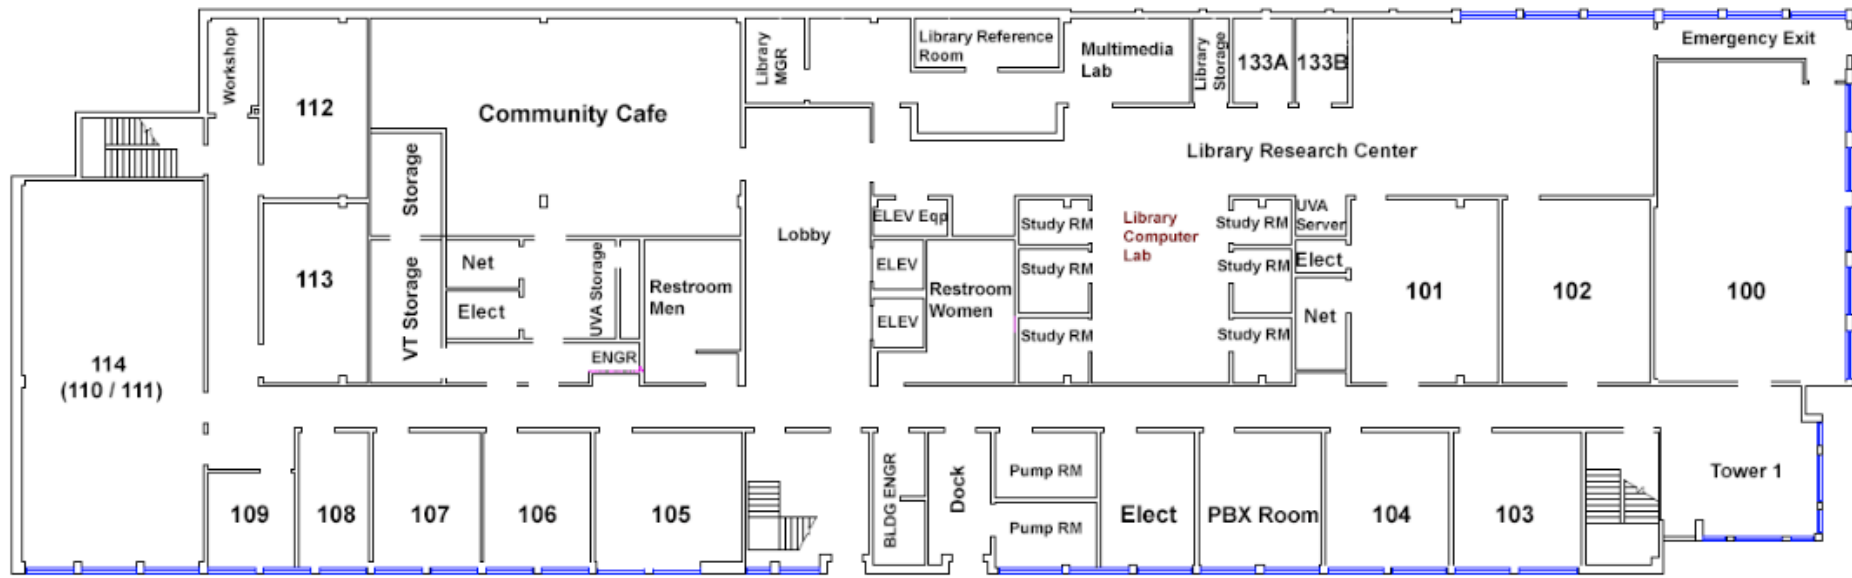 Workshop
112
Community Cafe
Library
MGR
Library Reference
Room
Multimedia
Lab
Library
Storage
133A
133B
Emergency Exit
Library Research Center
Storage
VT Storage
113
Net
Elect
UVA Storage
ENGR
Restroom
Men
Lobby
ELEV Eqp
ELEV
ELEV
Restroom
Women
Study RM
Study RM
Study RM
Library
Computer
Lab
Study RM
Study RM
Study RM
UVA
Server
Elect
Net
101
102
100
114
(110 / 111)
109
108
107
106
105
BLDG ENGR
Dock
Pump RM
Pump RM
Elect
PBX Room
104
103
Tower 1